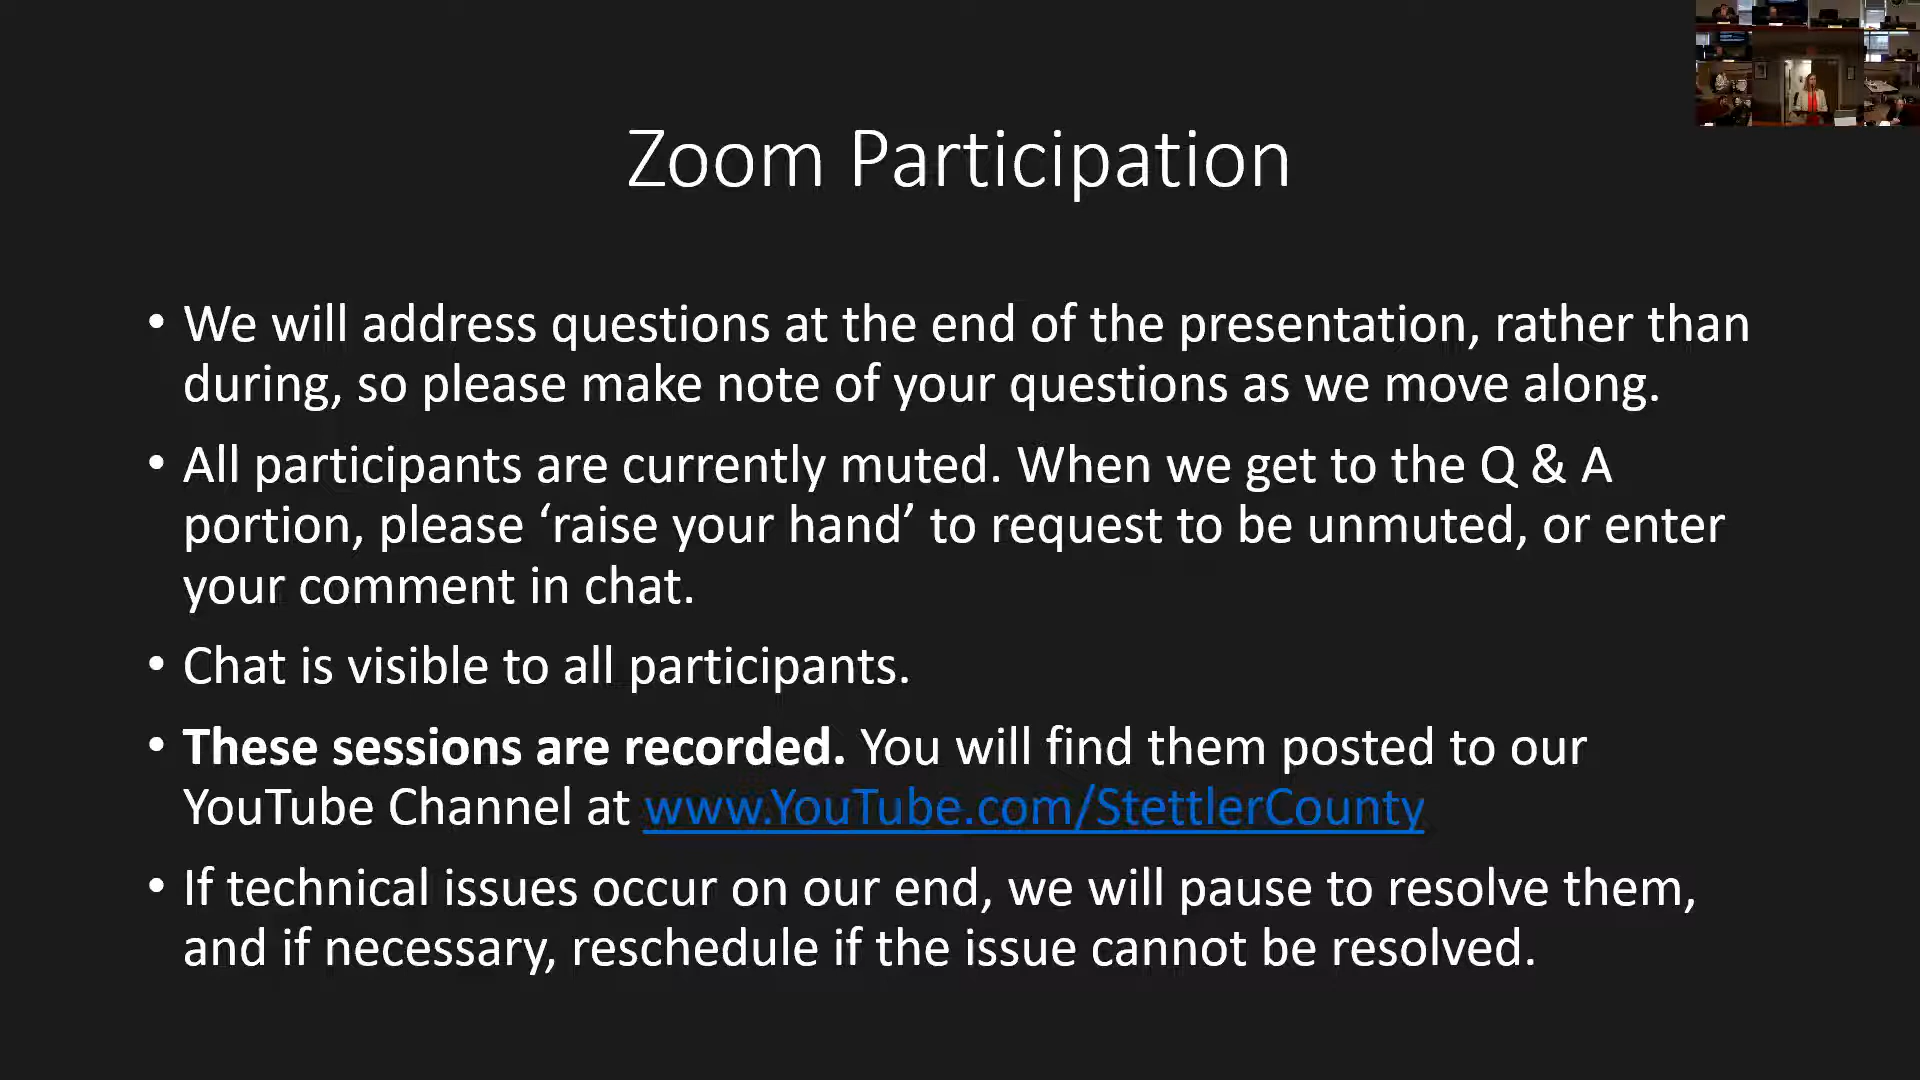 Zoom Participation
• We will address questions at the end of the presentation, rather than
during, so please make note of your questions as we move along.
• All participants are currently muted. When we get to the Q & A
portion, please ‘raise your hand’ to request to be unmuted, or enter
your comment in chat.
• Chat is visible to all participants.
• These sessions are recorded. You will find them posted to our
YouTube Channel at www.YouTube.com/StettlerCounty
• If technical issues occur on our end, we will pause to resolve them,
and if necessary, reschedule if the issue cannot be resolved.